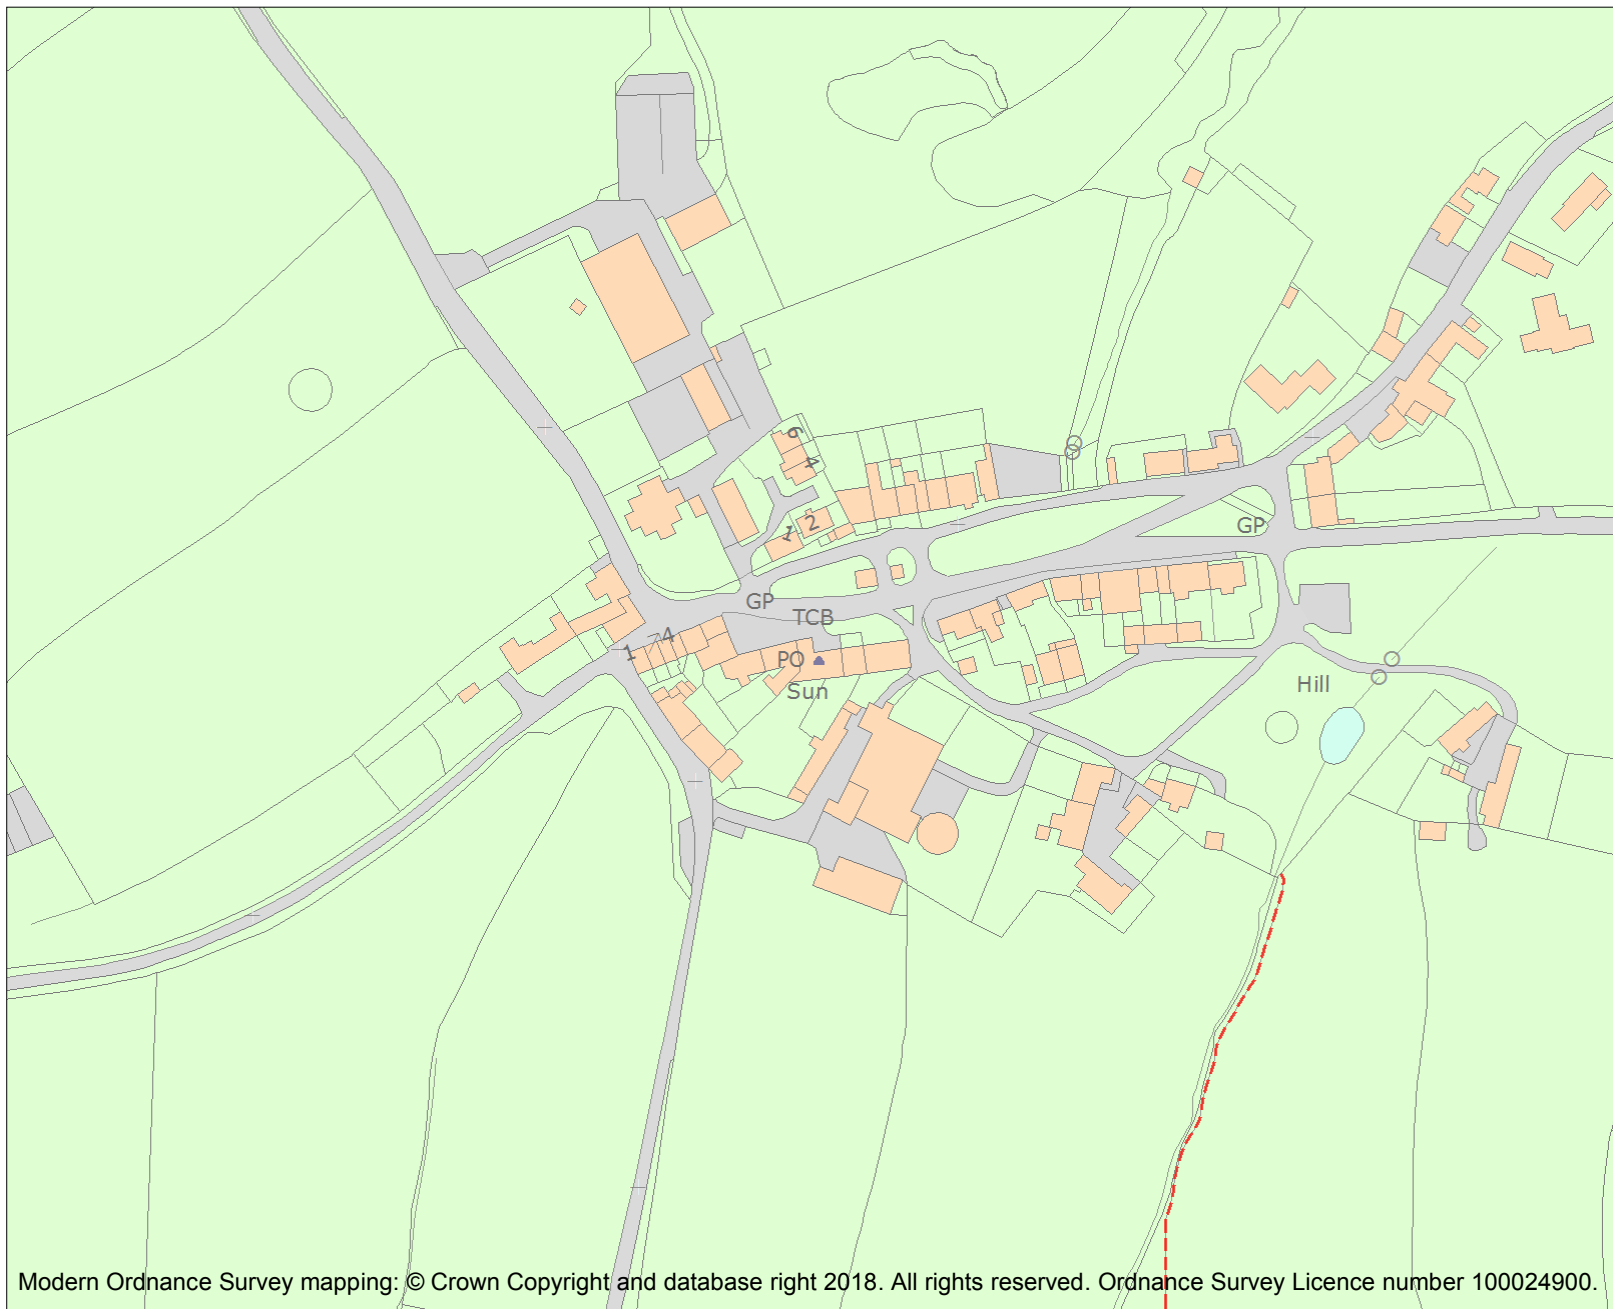 6
4
2
1
GP
GP
TCB
1 → 4
PO
Sun
Hill
Modern Ordnance Survey mapping: © Crown Copyright and database right 2018. All rights reserved. Ordnance Survey Licence number 100024900.